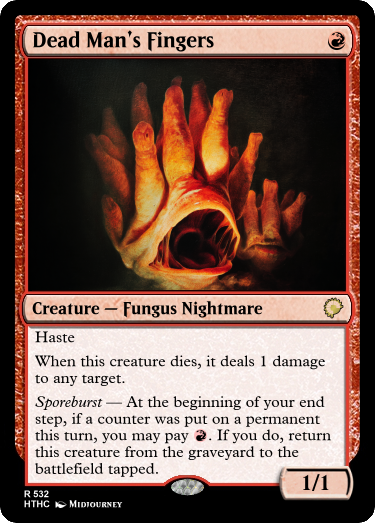 Dead Man's Fingers
Creature — Fungus Nightmare
Haste
When this creature dies, it deals 1 damage
to any target.
Sporeburst — At the beginning of your end
step, if a counter was put on a permanent
this turn, you may pay . If you do, return
this creature from the graveyard to the
battlefield tapped.
1/1
R 532
HTHC Midjourney